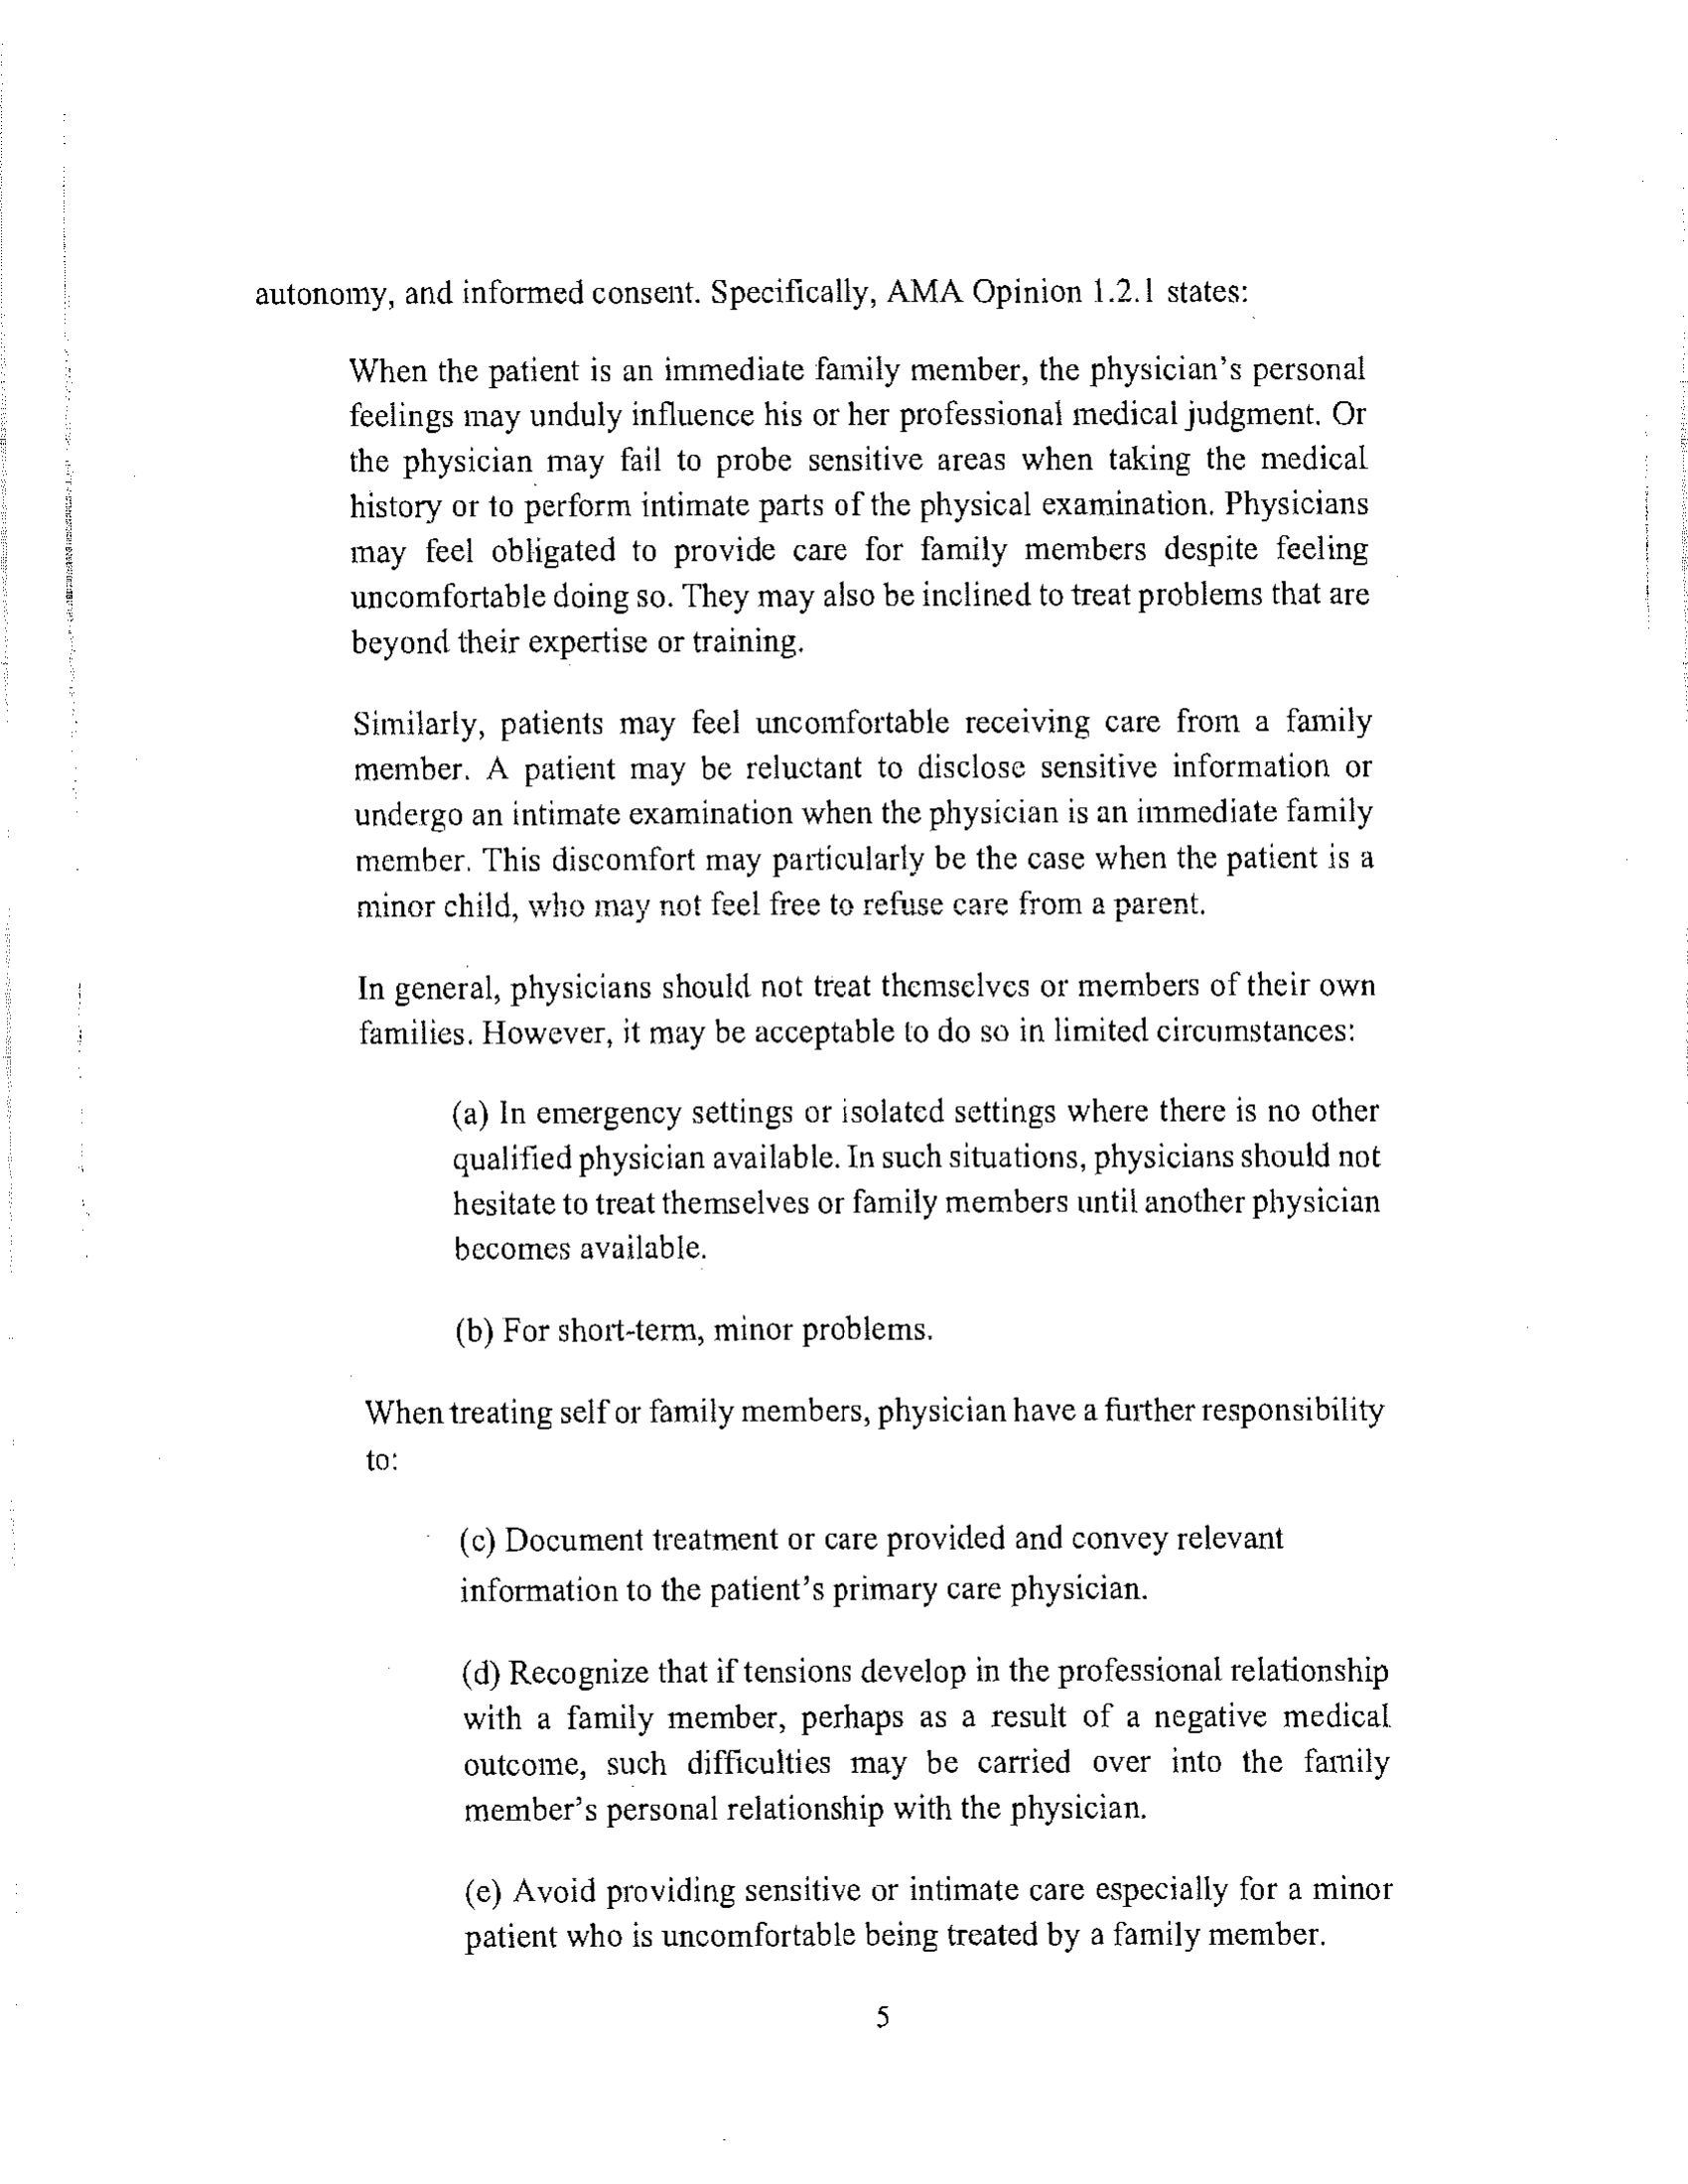 autonomy, and informed consent. Specifically, AMA Opinion 1.2.1 states:
When the patient is an immediate family member, the physician's personal
feelings may unduly influence his or her professional medical judgment. Or
the physician may fail to probe sensitive areas when taking the medical
history or to perform intimate parts of the physical examination. Physicians
may feel obligated to provide care for family members despite feeling
uncomfortable doing so. They may also be inclined to treat problems that are
beyond their expertise or training.
Similarly, patients may feel uncomfortable receiving care from a family
member. A patient may be reluctant to disclose sensitive information or
undergo an intimate examination when the physician is an immediate family
member. This discomfort may particularly be the case when the patient is a
minor child, who may not feel free to refuse care from a parent.
In general, physicians should not treat themselves or members of their own
families. However, it may be acceptable to do so in limited circumstances:
(a) In emergency settings or isolated settings where there is no other
qualified physician available. In such situations, physicians should not
hesitate to treat themselves or family members until another physician
becomes available.
(b) For short-term, minor problems.
When treating self or family members, physician have a further responsibility
to:
(c) Document treatment or care provided and convey relevant
information to the patient's primary care physician.
(d) Recognize that if tensions develop in the professional relationship
with a family member, perhaps as a result of a negative medical
outcome, such difficulties may be carried over into the family
member's personal relationship with the physician.
(e) Avoid providing sensitive or intimate care especially for a minor
patient who is uncomfortable being treated by a family member.
5